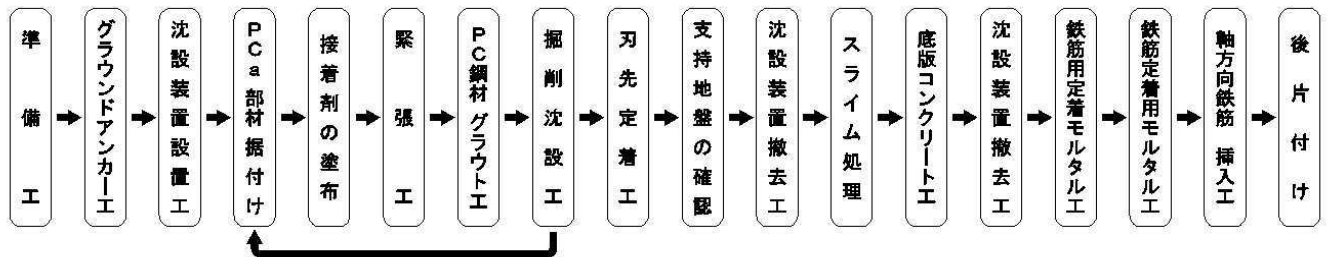 準備工
グラウンドアンカー工
沈設装置設置工
PCa部材据付け
接着剤の塗布
緊張工
PC鋼材グラウト工
掘削沈設工
刃先定着工
支持地盤の確認
沈設装置撤去工
スライム処理
底版コンクリート工
沈設装置撤去工
鉄筋用定着モルタル工
鉄筋定着用モルタル工
軸方向鉄筋 挿入工
後片付け